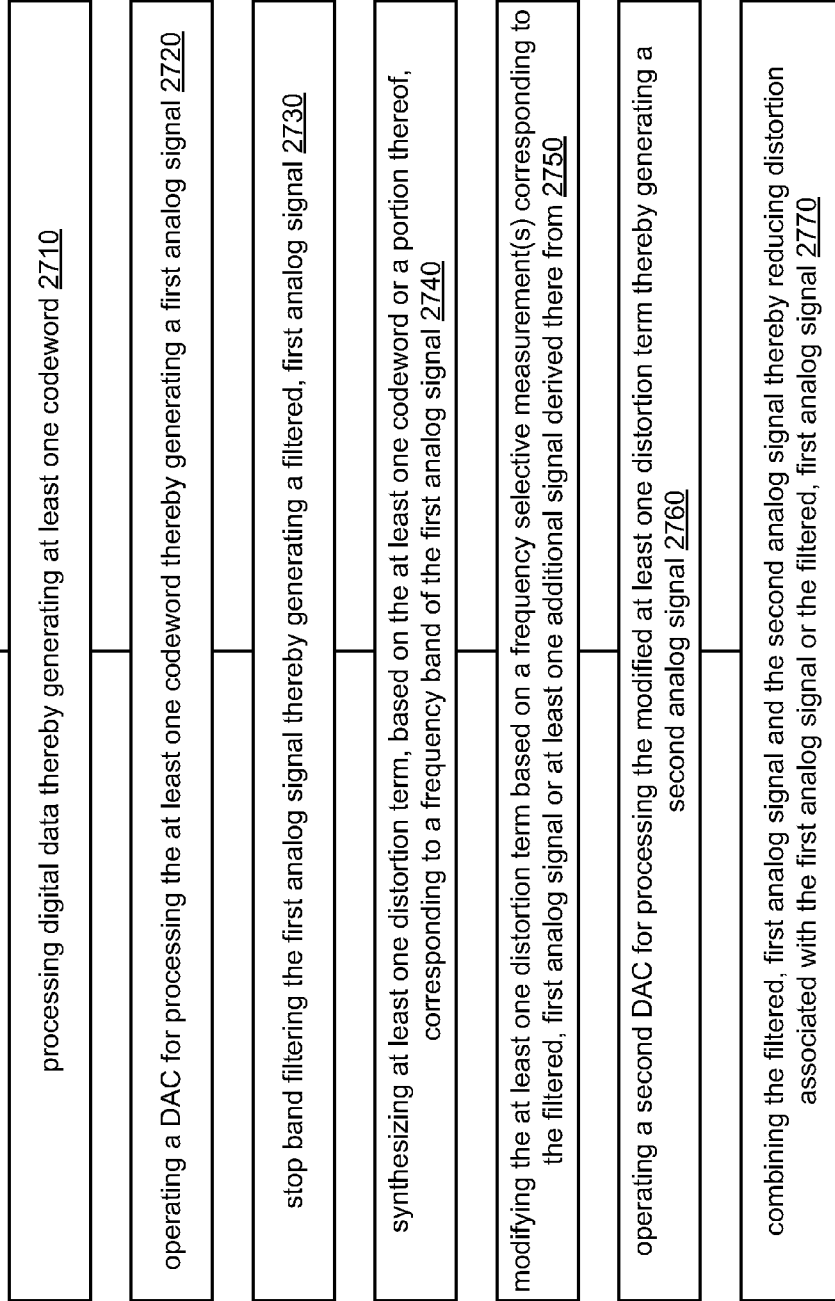 processing digital data thereby generating at least one codeword 2710
operating a DAC for processing the at least one codeword thereby generating a first analog signal 2720
stop band filtering the first analog signal thereby generating a filtered, first analog signal 2730
synthesizing at least one distortion term, based on the at least one codeword or a portion thereof,
corresponding to a frequency band of the first analog signal 2740
modifying the at least one distortion term based on a frequency selective measurement(s) corresponding to
the filtered, first analog signal or at least one additional signal derived there from 2750
operating a second DAC for processing the modified at least one distortion term thereby generating a
second analog signal 2760
combining the filtered, first analog signal and the second analog signal thereby reducing distortion
associated with the first analog signal or the filtered, first analog signal 2770